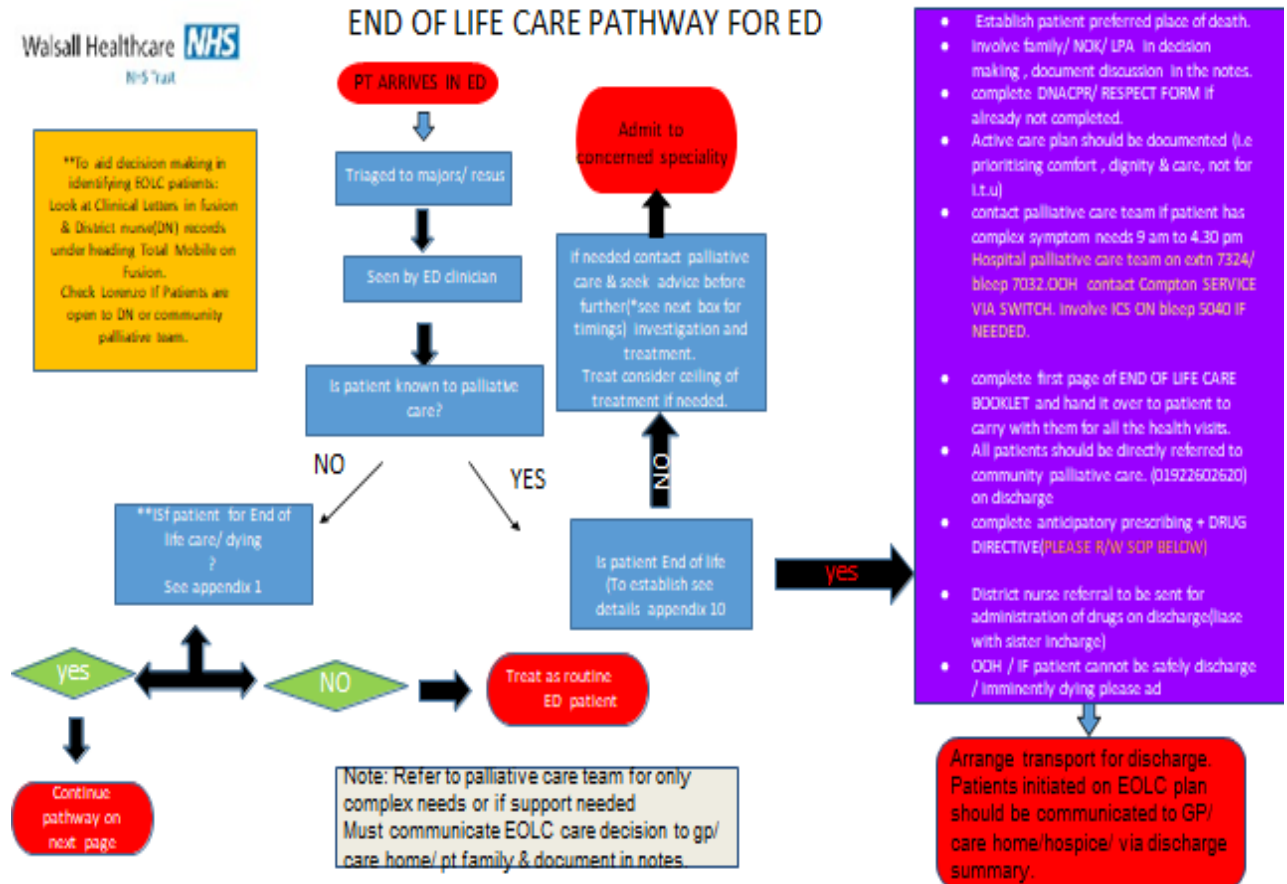 Walsall Healthcare NHS
NHS Trust
END OF LIFE CARE PATHWAY FOR ED
**To aid decision making in
identifying EOLC patients:
Look at Clinical Letters in fusion
& District nurse(DN) records
under heading Total Mobile on
Fusion.
Check Lorenzo If Patients are
open to DN or community
palliative team.
PT ARRIVES IN ED
Triaged to majors/ resus
Seen by ED clinician
Is patient known to palliative
care?
NO
YES
**ISf patient for End of
life care/ dying
?
See appendix 1
yes
NO
Continue
pathway on
next page
Treat as routine
ED patient
Is patient End of life
(To establish see
details appendix 10
NO
if needed contact palliative
care & seek advice before
further(*see next box for
timings) investigation and
treatment.
Treat consider ceiling of
treatment if needed.
Admit to
concerned speciality
yes
• Establish patient preferred place of death.
• involve family/ NOK/ LPA in decision
making , document discussion in the notes.
• complete DNACPR/ RESPECT FORM if
already not completed.
• Active care plan should be documented (i.e
prioritising comfort , dignity & care, not for
i.t.u)
• contact palliative care team if patient has
complex symptom needs 9 am to 4.30 pm
Hospital palliative care team on extn 7324/
bleep 7032.OOH contact Compton SERVICE
VIA SWITCH. involve ICS ON bleep 5040 IF
NEEDED.
• complete first page of END OF LIFE CARE
BOOKLET and hand it over to patient to
carry with them for all the health visits.
• All patients should be directly referred to
community palliative care. (01922602620)
on discharge
• complete anticipatory prescribing + DRUG
DIRECTIVE(PLEASE R/W SOP BELOW)
• District nurse referral to be sent for
administration of drugs on discharge(liase
with sister incharge)
• OOH / IF patient cannot be safely discharge
/ imminently dying please ad
Arrange transport for discharge.
Patients initiated on EOLC plan
should be communicated to GP/
care home/hospice/ via discharge
summary.
Note: Refer to palliative care team for only
complex needs or if support needed
Must communicate EOLC care decision to gp/
care home/ pt family & document in notes.